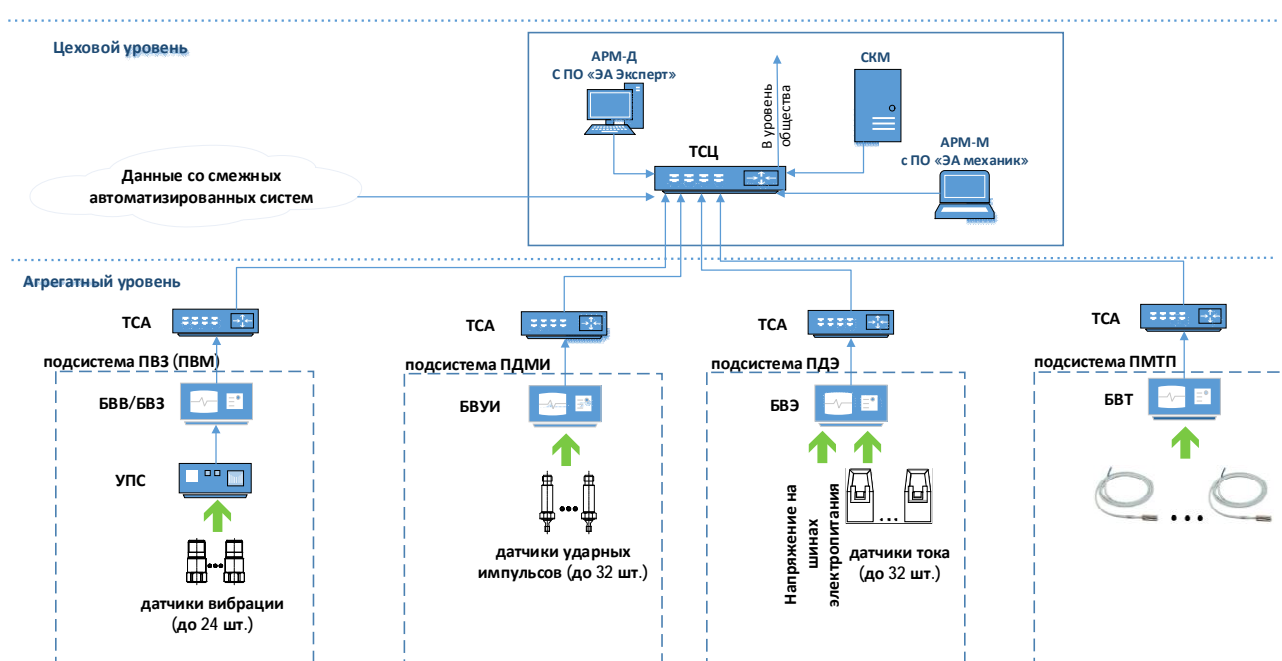 Цеховой уровень
АРМ-Д
С ПО «ЭА Эксперт»
В уровень
общества
СКМ
АРМ-М
с ПО «ЭА механик»
ТСЦ
Данные со смежных
автоматизированных систем
Агрегатный уровень
ТСА
ТСА
ТСА
ТСА
подсистема ПВЗ (ПВМ)
подсистема ПДМИ
подсистема ПДЭ
подсистема ПМТП
БВВ/БВЗ
БВУИ
БВЭ
БВТ
УПС
датчики вибрации
(до 24 шт.)
датчики ударных
импульсов (до 32 шт.)
Напряжение на
шинах
электропитания
датчики тока
(до 32 шт.)